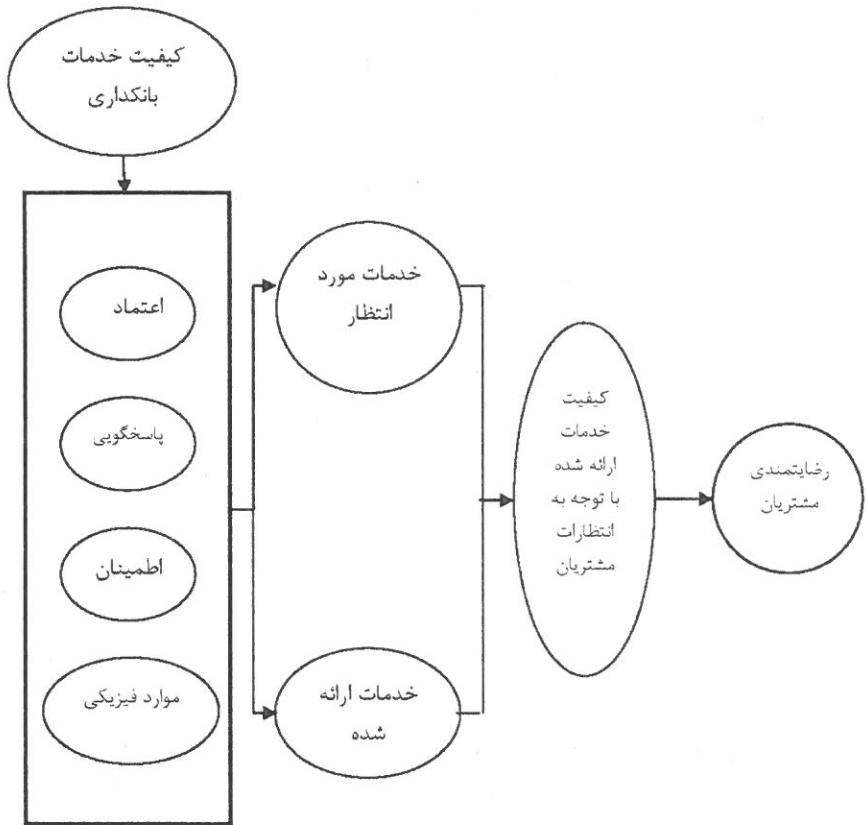 کیفیت خدمات
بانکداری
اعتماد
پاسخگویی
اطمینان
موارد فیزیکی
خدمات مورد
انتظار
خدمات ارائه
شده
کیفیت
خدمات
ارائه شده
با توجه به
انتظارات
مشتریان
رضایتمندی
مشتریان